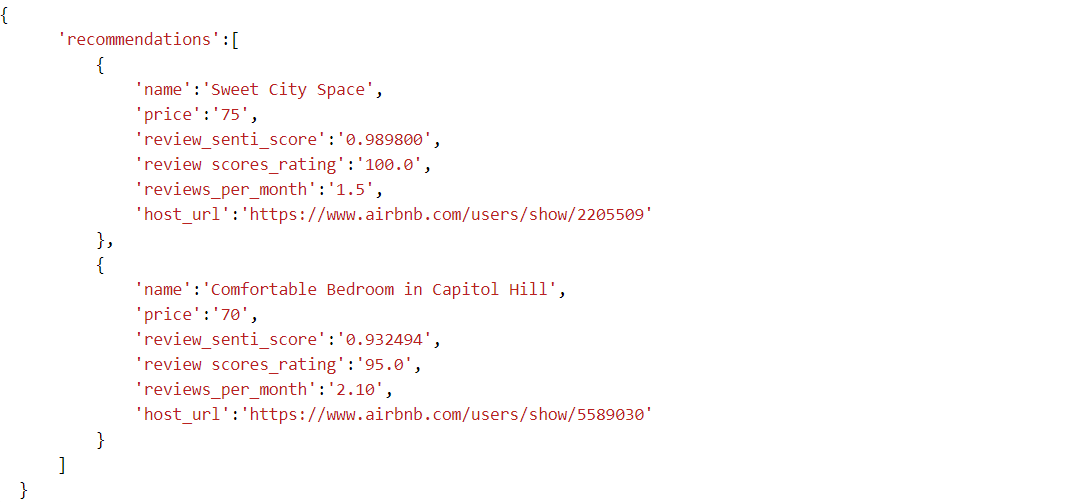 {
'recommendations':[
{
'name':'Sweet City Space',
'price':'75',
'review_senti_score':'0.989800',
'review scores_rating':'100.0',
'reviews_per_month':'1.5',
'host_url':'https://www.airbnb.com/users/show/2205509'
},
{
'name':'Comfortable Bedroom in Capitol Hill',
'price':'70',
'review_senti_score':'0.932494',
'review scores_rating':'95.0',
'reviews_per_month':'2.10',
'host_url':'https://www.airbnb.com/users/show/5589030'
}
]
}